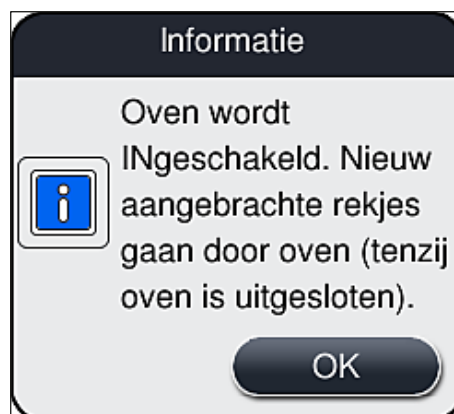 Informatie
Oven wordt
INgeschakeld. Nieuw
aangebrachte rekjes
gaan door oven (tenzij
oven is uitgesloten).
OK